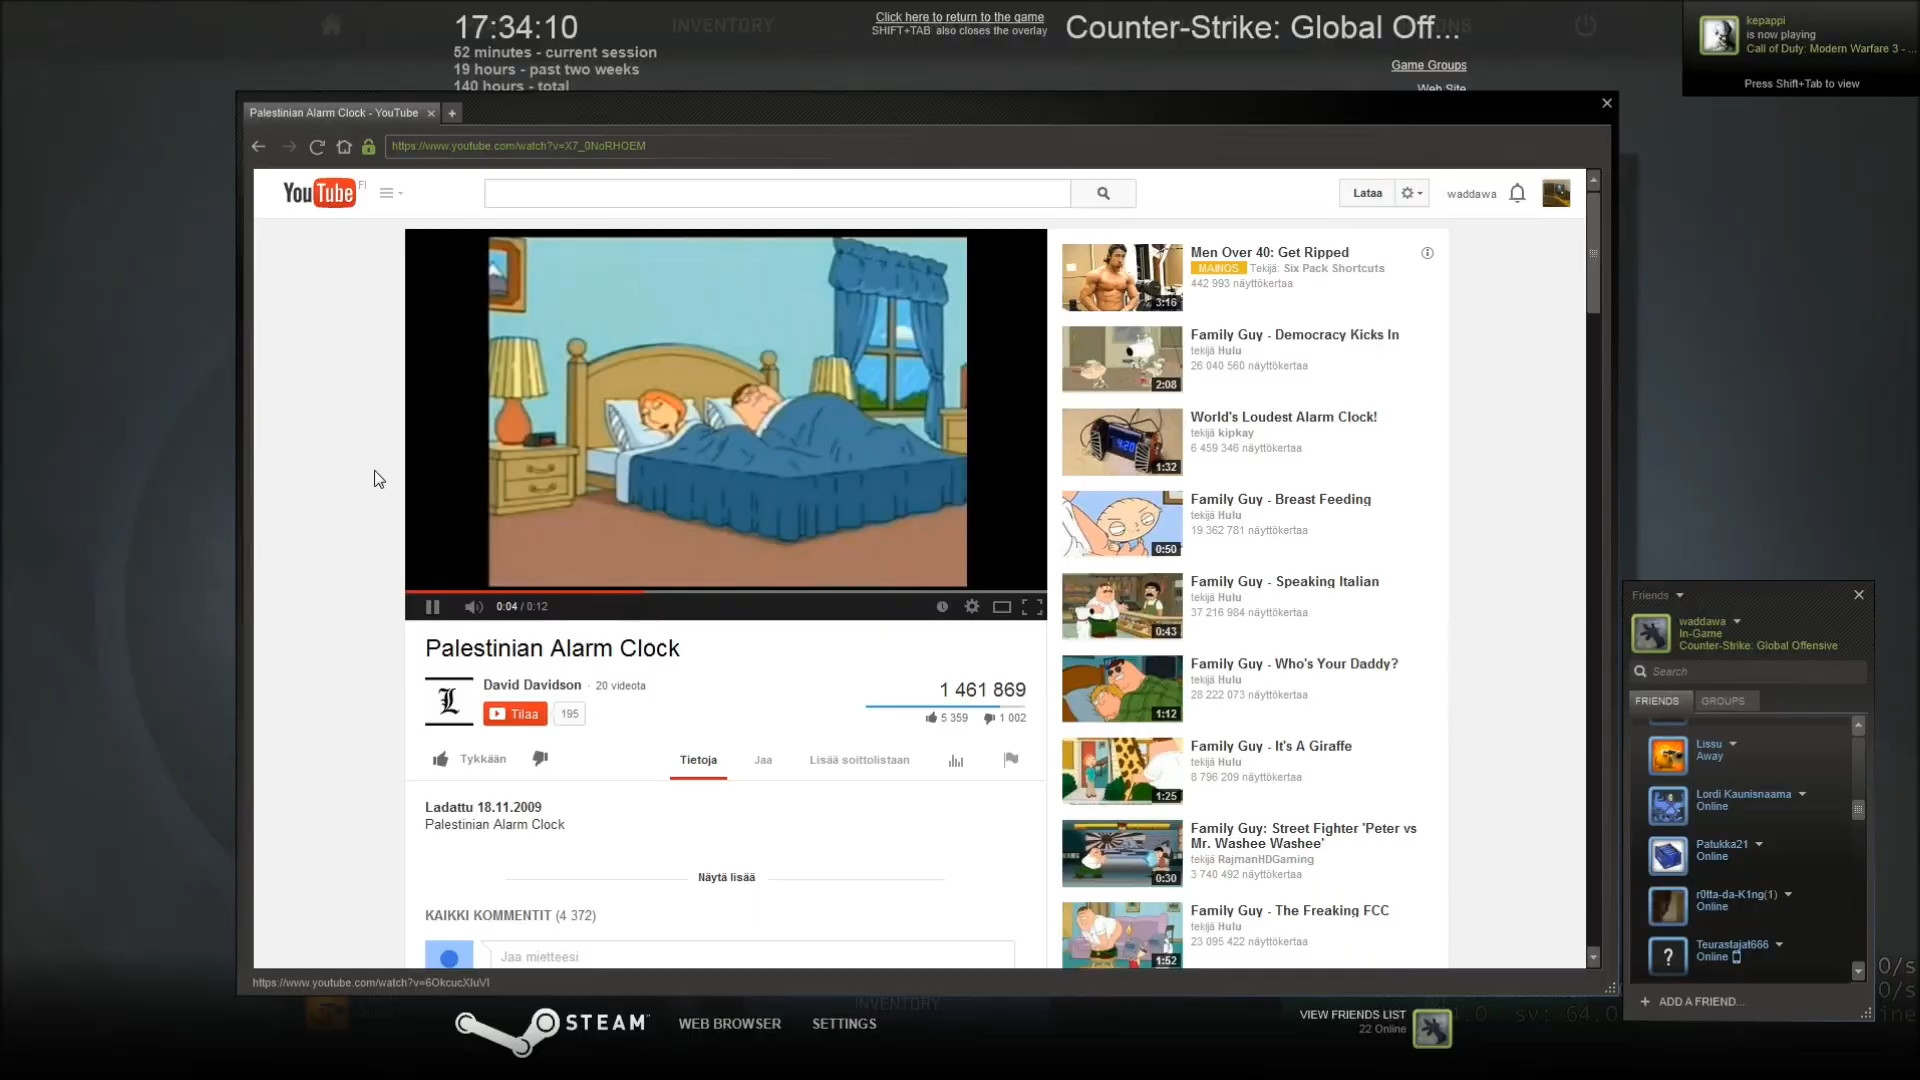 17:34:10
52 minutes - current session
19 hours - past two weeks
140 hours - total
INVENTORY
Click here to return to the game
SHIFT+TAB also closes the overlay
Counter-Strike: Global Off...
Game Groups
Web Site
kepappi
is now playing
Call of Duty: Modern Warfare 3 - ...
Press Shift+Tab to view
Palestinian Alarm Clock - YouTube
https://www.youtube.com/watch?v=X7_0NoRHOEM
YouTube FI
Lataa
waddawa
0:04 / 0:12
Palestinian Alarm Clock
David Davidson · 20 videota
Tilaa 195
1 461 869
5 359 1 002
Tykkään
Tietoja Jaa Lisää soittolistaan
Ladattu 18.11.2009
Palestinian Alarm Clock
Näytä lisää
KAIKKI KOMMENTIT (4 372)
Jaa mietteesi
https://www.youtube.com/watch?v=6OkcucXIuVI
Men Over 40: Get Ripped
MAINOS Tekijä: Six Pack Shortcuts
442 993 näyttökertaa
3:16
Family Guy - Democracy Kicks In
tekijä Hulu
26 040 560 näyttökertaa
2:08
World's Loudest Alarm Clock!
tekijä kipkay
6 459 346 näyttökertaa
4:20
1:32
Family Guy - Breast Feeding
tekijä Hulu
19 362 781 näyttökertaa
0:50
Family Guy - Speaking Italian
tekijä Hulu
37 216 984 näyttökertaa
0:43
Family Guy - Who's Your Daddy?
tekijä Hulu
28 222 073 näyttökertaa
1:12
Family Guy - It's A Giraffe
tekijä Hulu
8 796 209 näyttökertaa
1:25
Family Guy: Street Fighter 'Peter vs
Mr. Washee Washee'
tekijä RajmanHDGaming
3 740 492 näyttökertaa
0:30
Family Guy - The Freaking FCC
tekijä Hulu
23 095 422 näyttökertaa
1:52
Friends
waddawa
In-Game
Counter-Strike: Global Offensive
Search
FRIENDS GROUPS
Lissu
Away
Lordi Kaunisnaama
Online
Patukka21
Online
r0tta-da-K1ng(1)
Online
Teurastajat666
Online
+ ADD A FRIEND...
INVENTORY
STEAM
WEB BROWSER
SETTINGS
VIEW FRIENDS LIST
22 Online